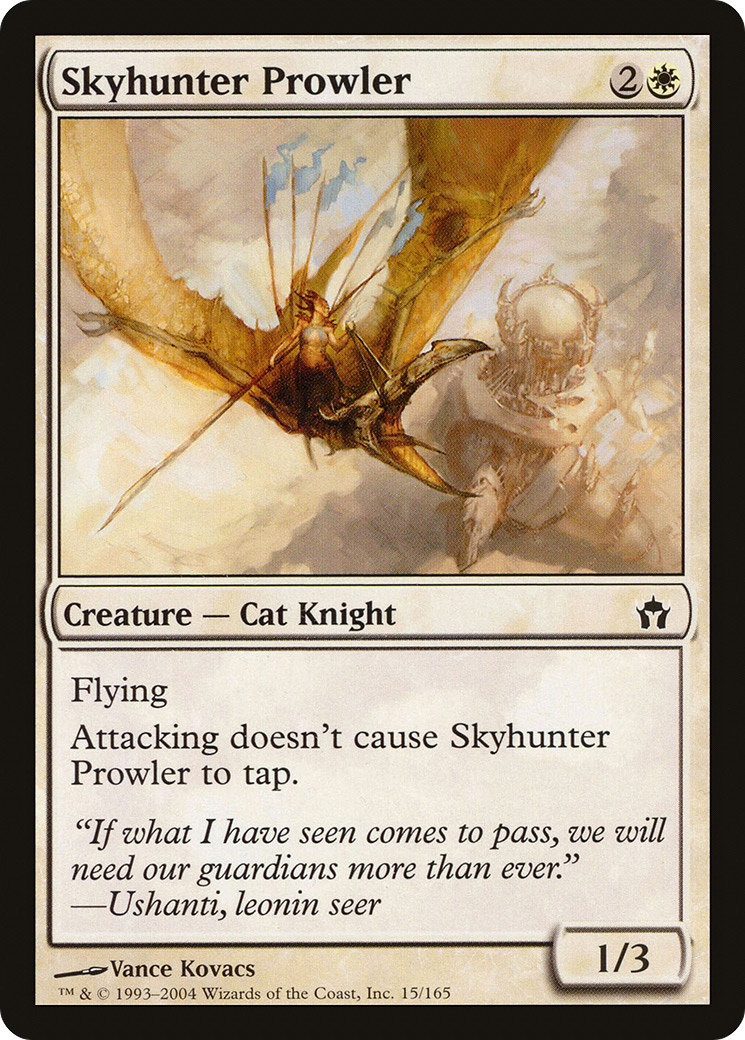 Skyhunter Prowler
2
Creature — Cat Knight
Flying
Attacking doesn't cause Skyhunter
Prowler to tap.
“If what I have seen comes to pass, we will
need our guardians more than ever.”
—Ushanti, leonin seer
1/3
Vance Kovacs
™ & © 1993–2004 Wizards of the Coast, Inc. 15/165